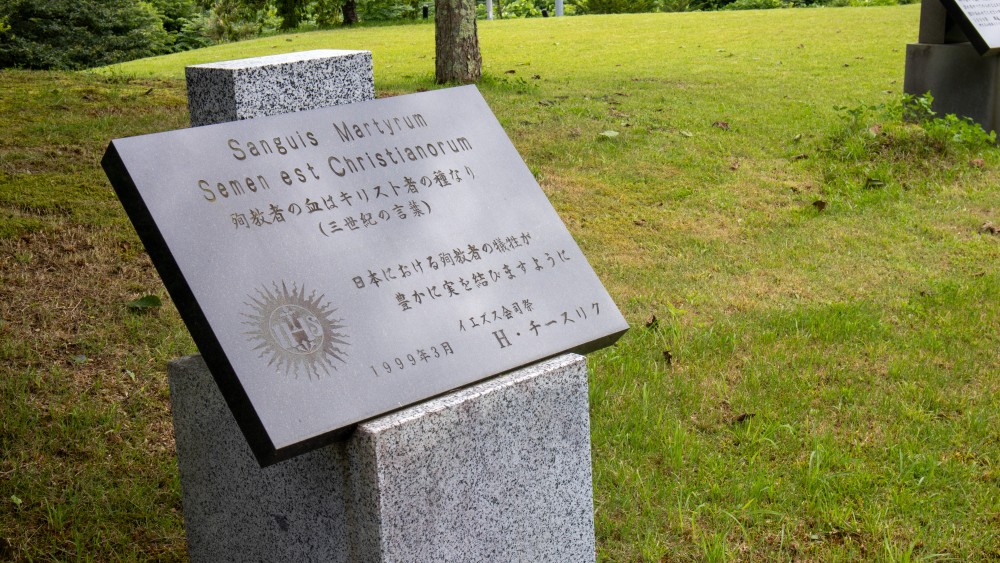 Sanguis Martyrum
Semen est Christianorum
殉教者の血はキリスト者の種なり
(三世紀の言葉)
日本における殉教者の犠牲が
豊かに実を結びますように
イエズス会司祭
1999年3月 H・チースリク
IHS